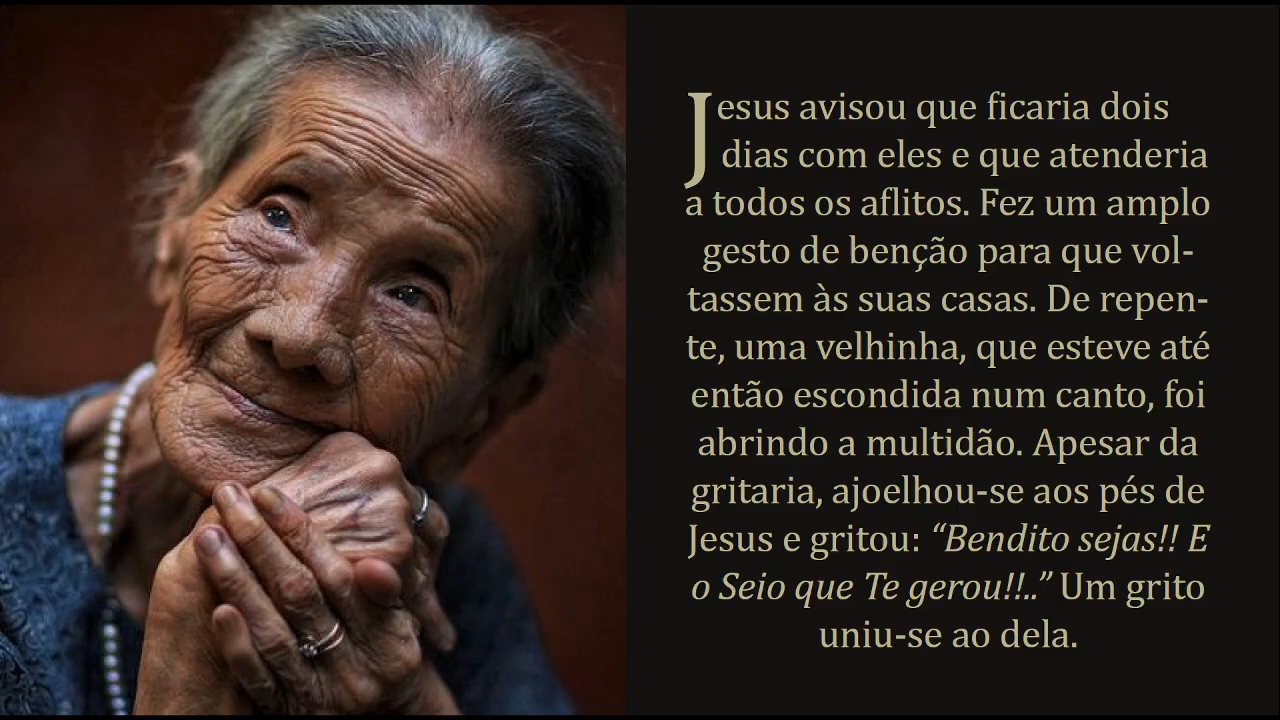 Jesus avisou que ficaria dois
dias com eles e que atenderia
a todos os aflitos. Fez um amplo
gesto de benção para que vol-
tassem às suas casas. De repen-
te, uma velhinha, que esteve até
então escondida num canto, foi
abrindo a multidão. Apesar da
gritaria, ajoelhou-se aos pés de
Jesus e gritou: “Bendito sejas!! E
o Seio que Te gerou!!..” Um grito
uniu-se ao dela.